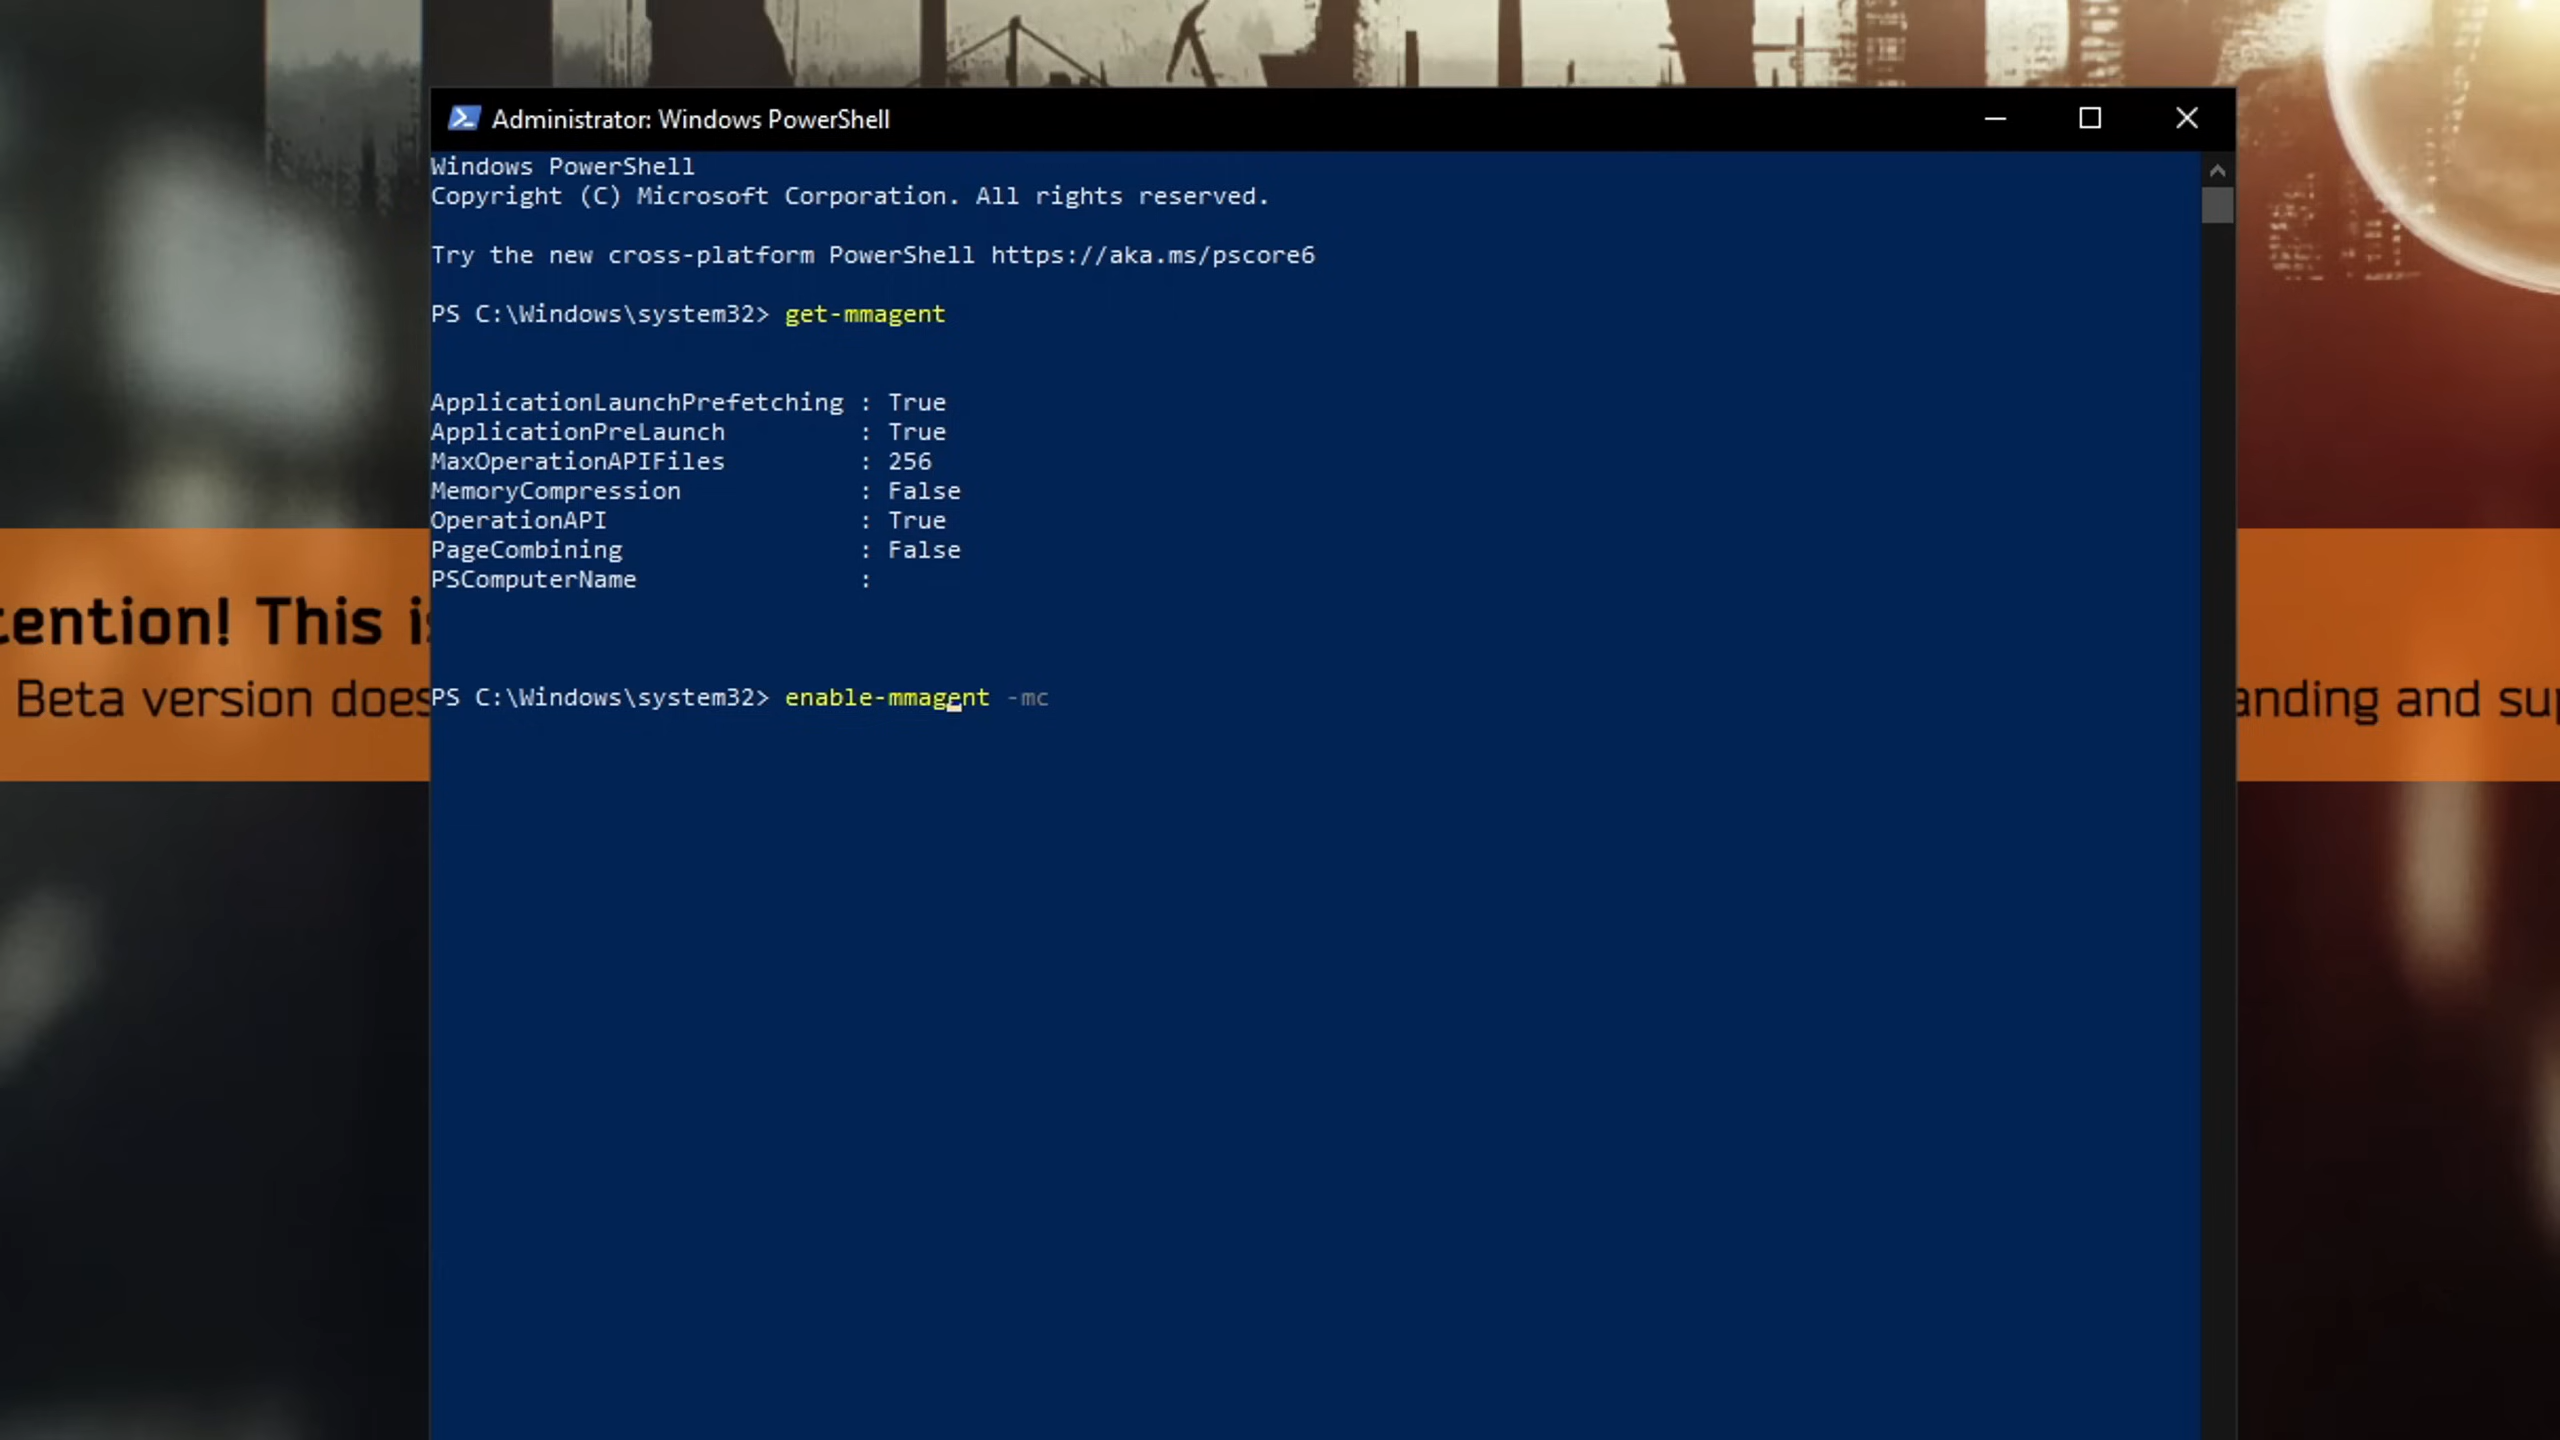 Administrator: Windows PowerShell
Windows PowerShell
Copyright (C) Microsoft Corporation. All rights reserved.
Try the new cross-platform PowerShell https://aka.ms/pscore6
PS C:\Windows\system32> get-mmagent
ApplicationLaunchPrefetching : True
ApplicationPreLaunch : True
MaxOperationAPIFiles : 256
MemoryCompression : False
OperationAPI : True
PageCombining : False
PSComputerName :
PS C:\Windows\system32> enable-mmagent -mc
tention! This is
Beta version does
anding and sup